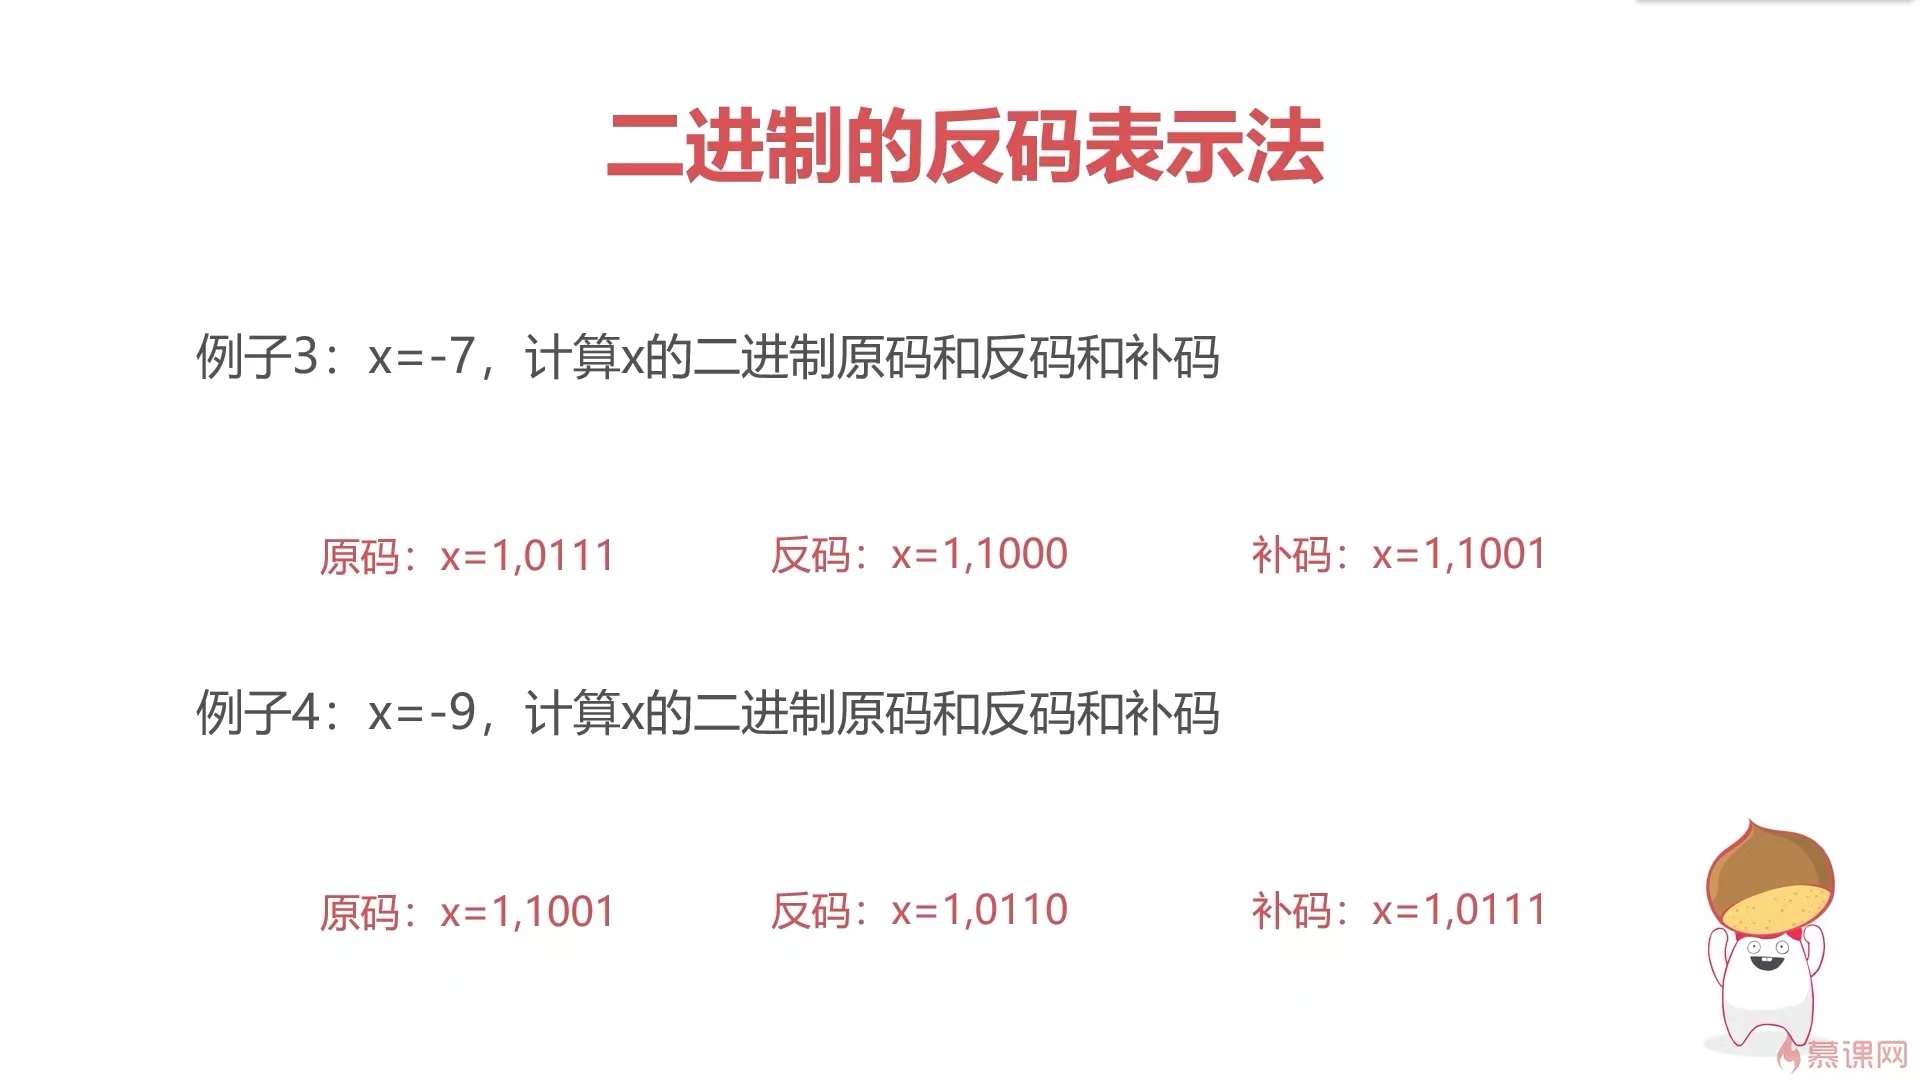 二进制的反码表示法
例子3：x=-7，计算x的二进制原码和反码和补码
原码：x=1,0111 反码：x=1,1000 补码：x=1,1001
例子4：x=-9，计算x的二进制原码和反码和补码
原码：x=1,1001 反码：x=1,0110 补码：x=1,0111
慕课网